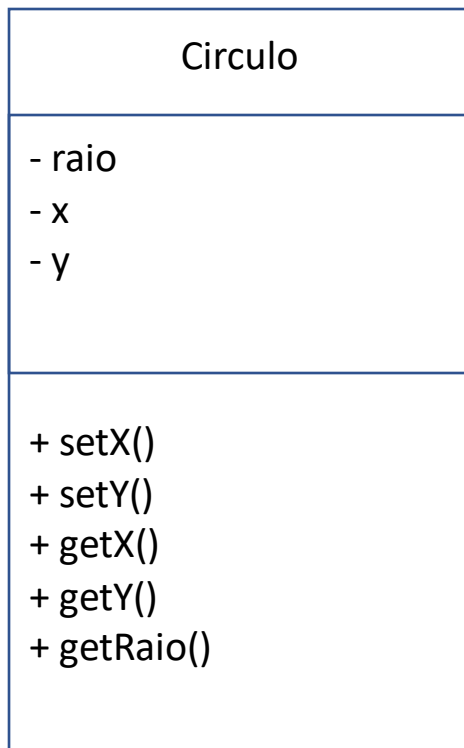 Circulo
- raio
- x
- y
+ setX()
+ setY()
+ getX()
+ getY()
+ getRaio()